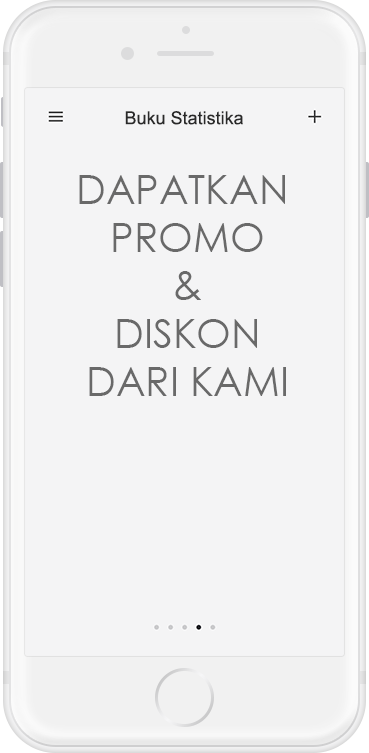 Buku Statistika
DAPATKAN
PROMO
&
DISKON
DARI KAMI